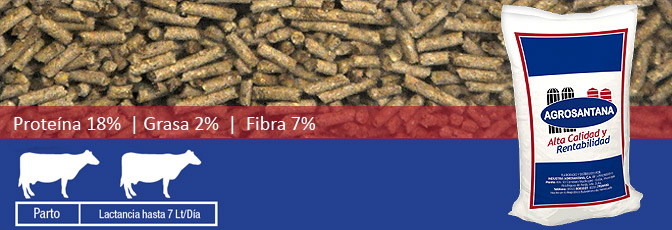 Proteína 18% | Grasa 2% | Fibra 7%
Parto
Lactancia hasta 7 Lt/Día
AGROSANTANA
Alta Calidad y
Rentabilidad